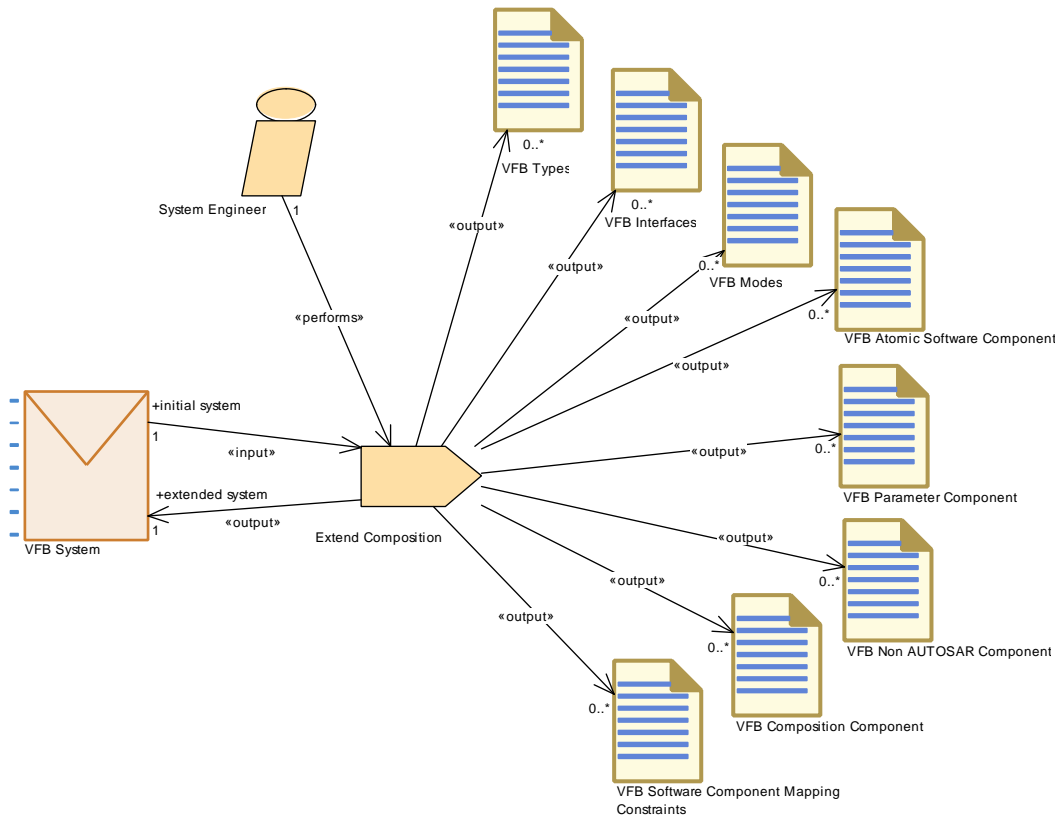 0..*
VFB Types
0..*
VFB Interfaces
System Engineer
1
«output»
«output»
0..*
VFB Modes
«performs»
«output»
0..*
VFB Atomic Software Component
«output»
+initial system
1
«input»
«output»
0..*
VFB Parameter Component
+extended system
1
«output»
VFB System
Extend Composition
«output»
0..*
VFB Non AUTOSAR Component
«output»
0..*
VFB Composition Component
«output»
0..*
VFB Software Component Mapping
Constraints